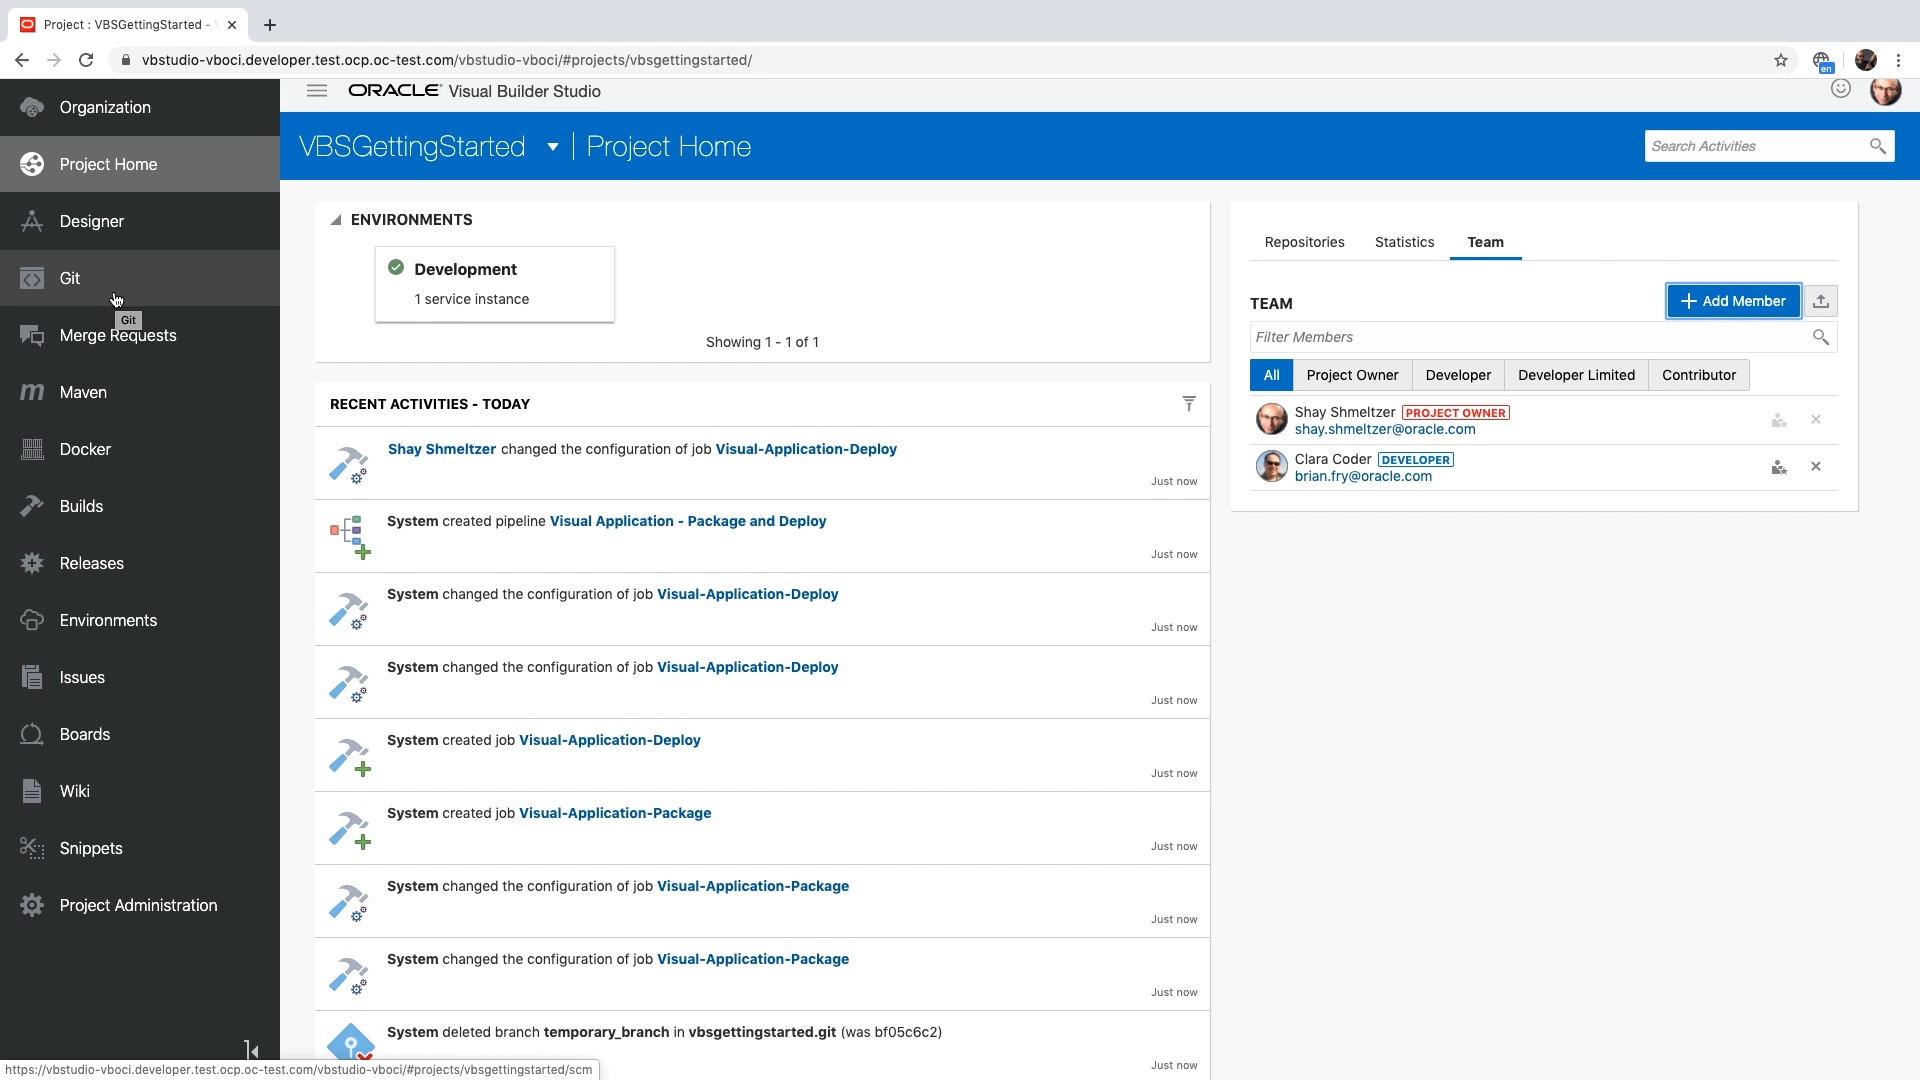 Project : VBSGettingStarted -
vbstudio-vboci.developer.test.ocp.oc-test.com/vbstudio-vboci/#projects/vbsgettingstarted/
en
Organization
Project Home
Designer
Git
Git
Merge Requests
Maven
Docker
Builds
Releases
Environments
Issues
Boards
Wiki
Snippets
Project Administration
ORACLE Visual Builder Studio
VBSGettingStarted
Project Home
Search Activities
ENVIRONMENTS
Development
1 service instance
Showing 1 - 1 of 1
RECENT ACTIVITIES - TODAY
Shay Shmeltzer changed the configuration of job Visual-Application-Deploy
Just now
System created pipeline Visual Application - Package and Deploy
Just now
System changed the configuration of job Visual-Application-Deploy
Just now
System changed the configuration of job Visual-Application-Deploy
Just now
System created job Visual-Application-Deploy
Just now
System created job Visual-Application-Package
Just now
System changed the configuration of job Visual-Application-Package
Just now
System changed the configuration of job Visual-Application-Package
Just now
System deleted branch temporary_branch in vbsgettingstarted.git (was bf05c6c2)
Just now
Repositories
Statistics
Team
TEAM
Add Member
Filter Members
All
Project Owner
Developer
Developer Limited
Contributor
Shay Shmeltzer PROJECT OWNER
shay.shmeltzer@oracle.com
Clara Coder DEVELOPER
brian.fry@oracle.com
https://vbstudio-vboci.developer.test.ocp.oc-test.com/vbstudio-vboci/#projects/vbsgettingstarted/scm